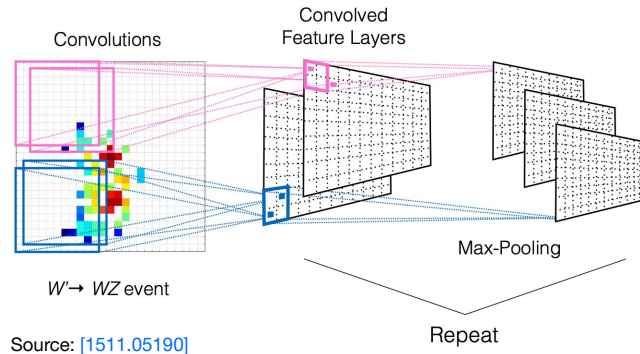 Convolutions
Convolved
Feature Layers
Max-Pooling
W'→ WZ event
Repeat
Source: [1511.05190]